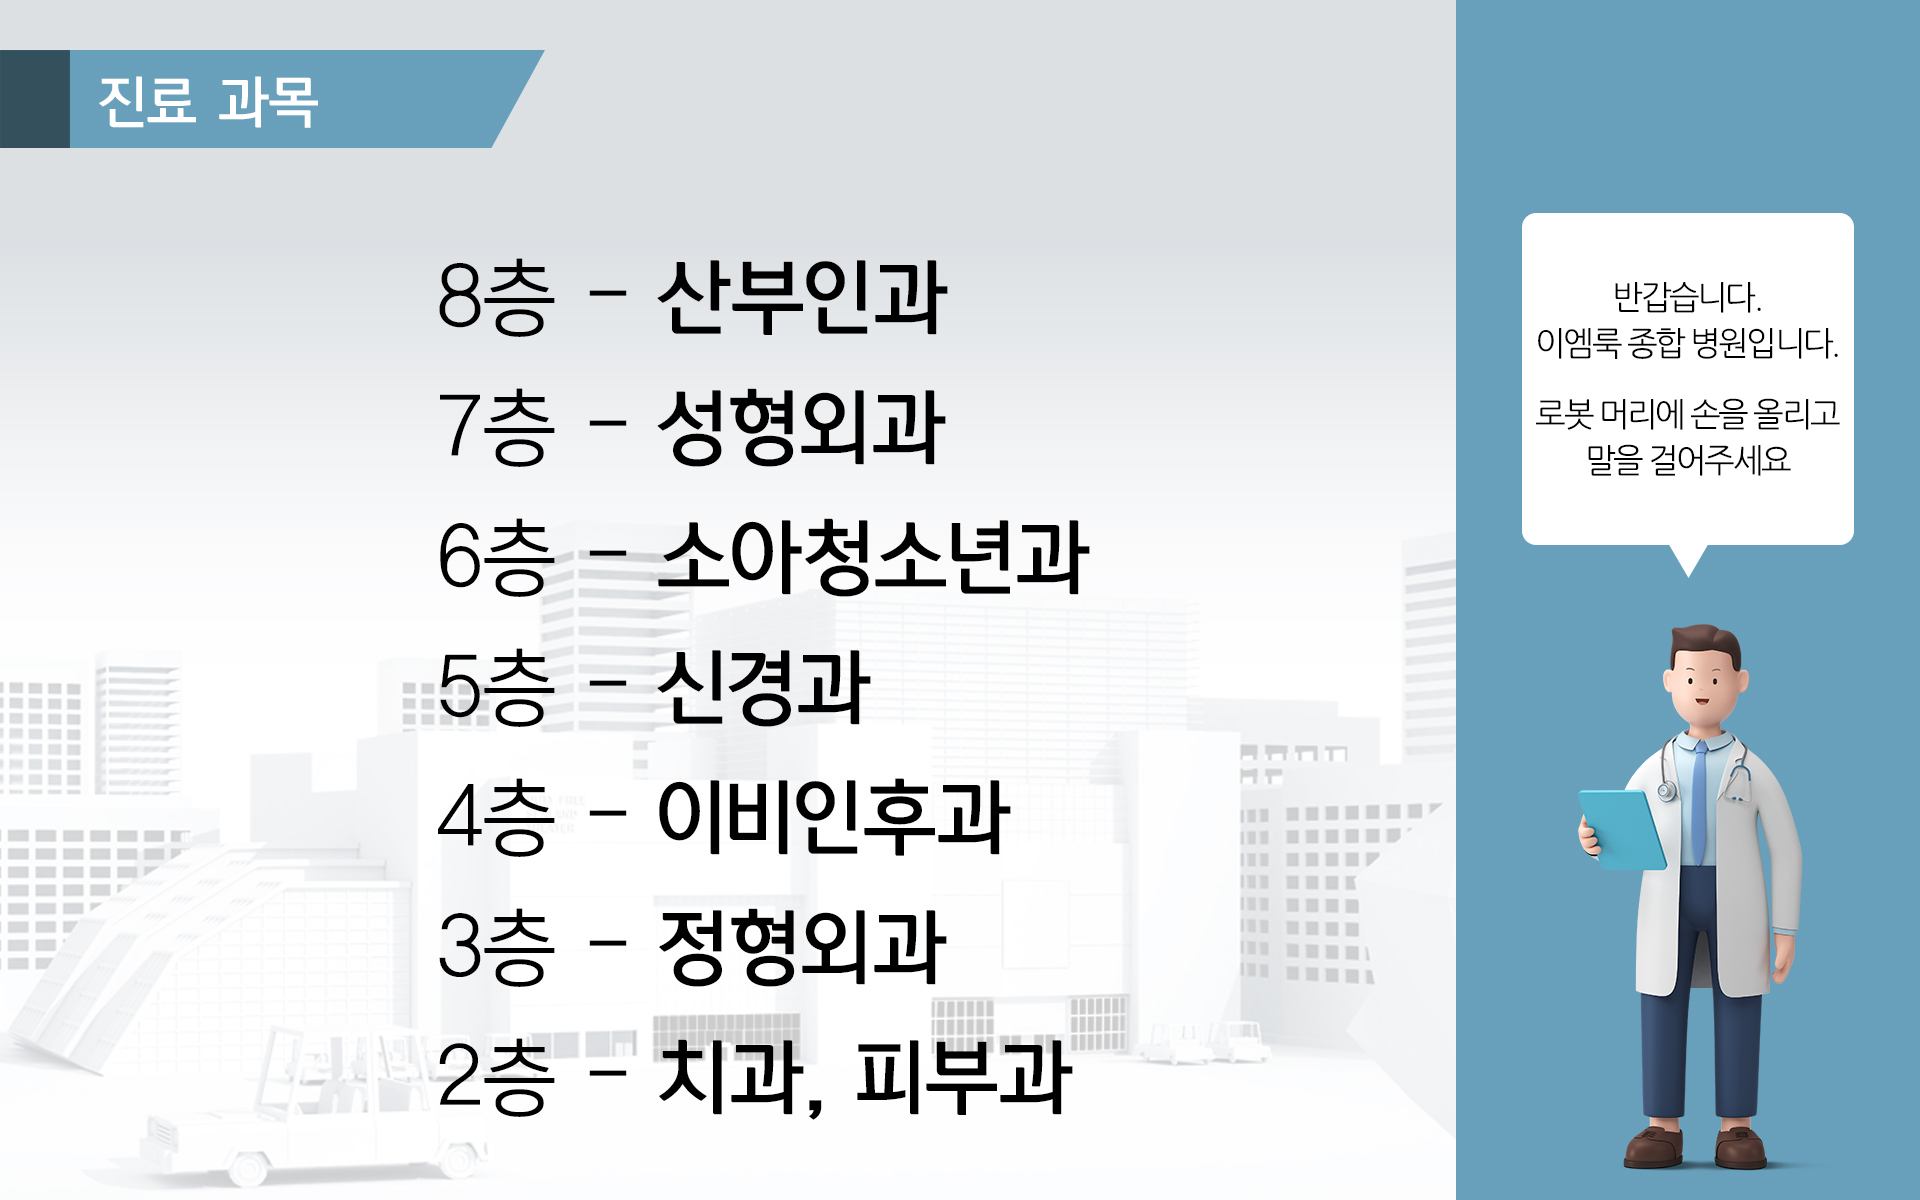 진료 과목
8층 - 산부인과
7층 - 성형외과
6층 - 소아청소년과
5층 - 신경과
4층 - 이비인후과
3층 - 정형외과
2층 - 치과, 피부과
반갑습니다.
이엠룩 종합 병원입니다.
로봇 머리에 손을 올리고
말을 걸어주세요